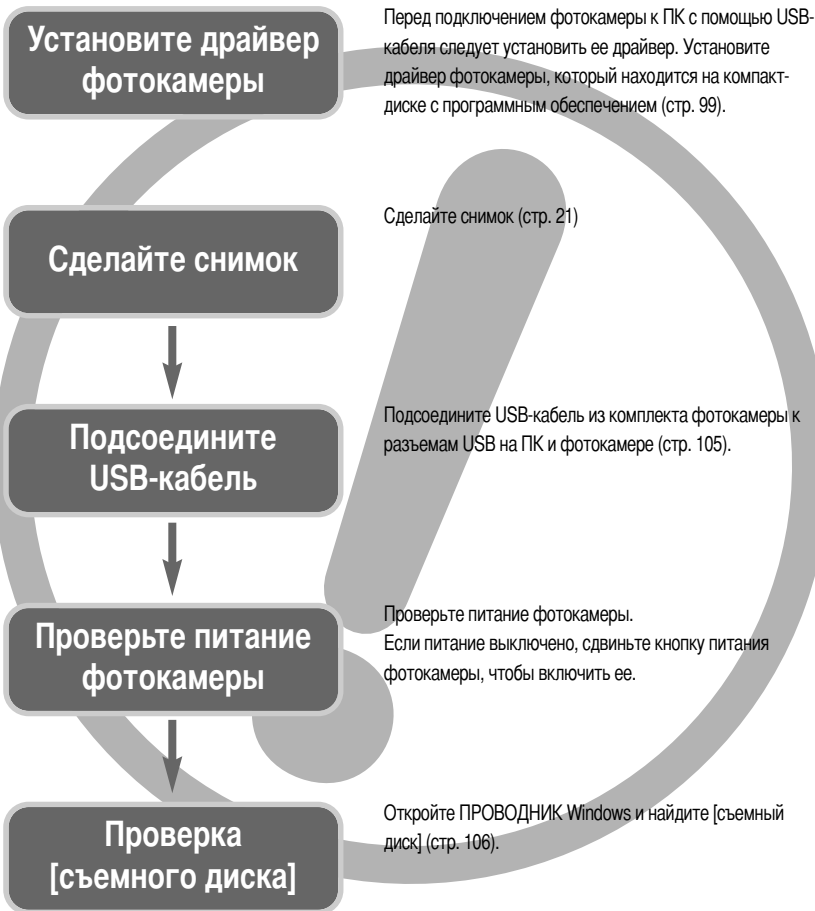 Установите драйвер
фотокамеры
Перед подключением фотокамеры к ПК с помощью USB-
кабеля следует установить ее драйвер. Установите
драйвер фотокамеры, который находится на компакт-
диске с программным обеспечением (стр. 99).
Сделайте снимок
Сделайте снимок (стр. 21)
Подсоедините
USB-кабель
Подсоедините USB-кабель из комплекта фотокамеры к
разъемам USB на ПК и фотокамере (стр. 105).
Проверьте питание
фотокамеры
Проверьте питание фотокамеры.
Если питание выключено, сдвиньте кнопку питания
фотокамеры, чтобы включить ее.
Проверка
[съемного диска]
Откройте ПРОВОДНИК Windows и найдите [съемный
диск] (стр. 106).